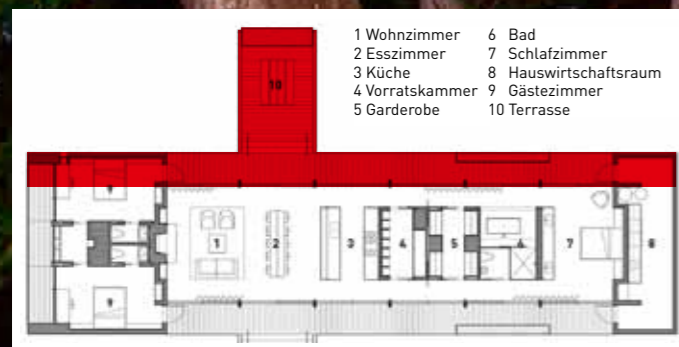 1 Wohnzimmer
2 Esszimmer
3 Küche
4 Vorratskammer
5 Garderobe
6 Bad
7 Schlafzimmer
8 Hauswirtschaftsraum
9 Gästezimmer
10 Terrasse
10
9
1
2
3
4
5
6
7
8
9